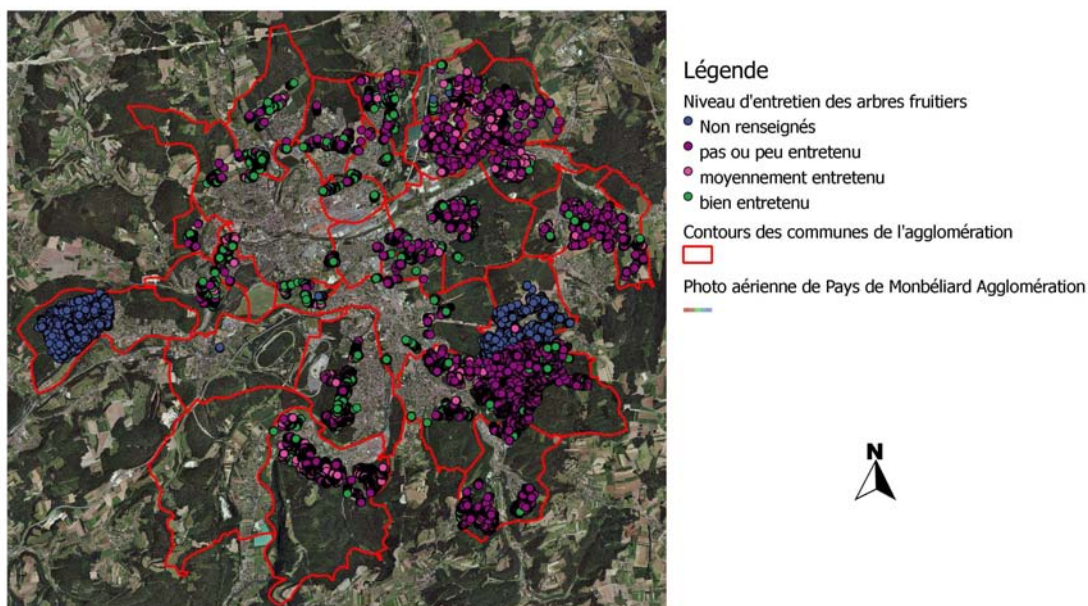 Légende
Niveau d'entretien des arbres fruitiers
Non renseignés
pas ou peu entretenu
moyennement entretenu
bien entretenu
Contours des communes de l'agglomération
Photo aérienne de Pays de Monbéliard Agglomération
N